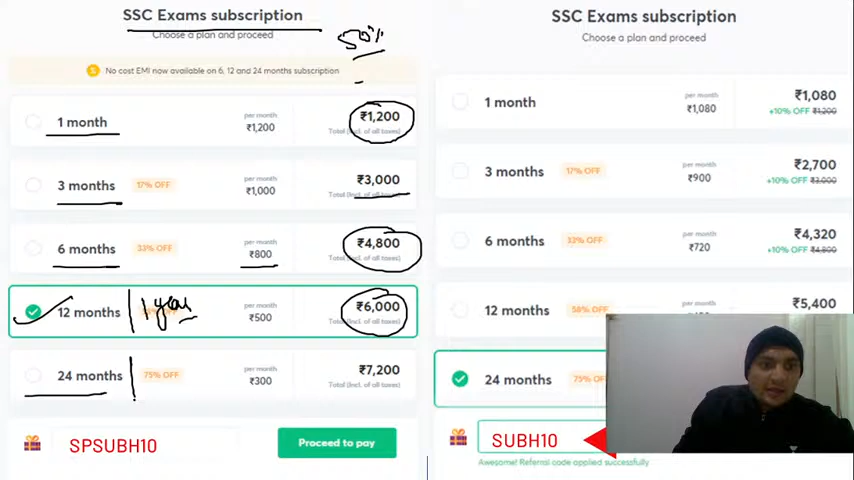 SSC Exams subscription
Choose a plan and proceed
50%
No cost EMI now available on 6, 12 and 24 months subscription
1 month
per month
₹1,200
₹1,200
Total (Incl. of all taxes)
3 months
17% OFF
per month
₹1,000
₹3,000
Total (Incl. of all taxes)
6 months
33% OFF
per month
₹800
₹4,800
Total (Incl. of all taxes)
12 months
1 year
per month
₹500
₹6,000
Total (Incl. of all taxes)
24 months
75% OFF
per month
₹300
₹7,200
Total (Incl. of all taxes)
SPSUBH10
Proceed to pay
SSC Exams subscription
Choose a plan and proceed
1 month
per month
₹1,080
₹1,080
+10% OFF ₹1,200
3 months
17% OFF
per month
₹900
₹2,700
+10% OFF ₹3,000
6 months
33% OFF
per month
₹720
₹4,320
+10% OFF ₹4,800
12 months
58% OFF
per month
₹5,400
24 months
75% OFF
SUBH10
Awesome! Referral code applied successfully